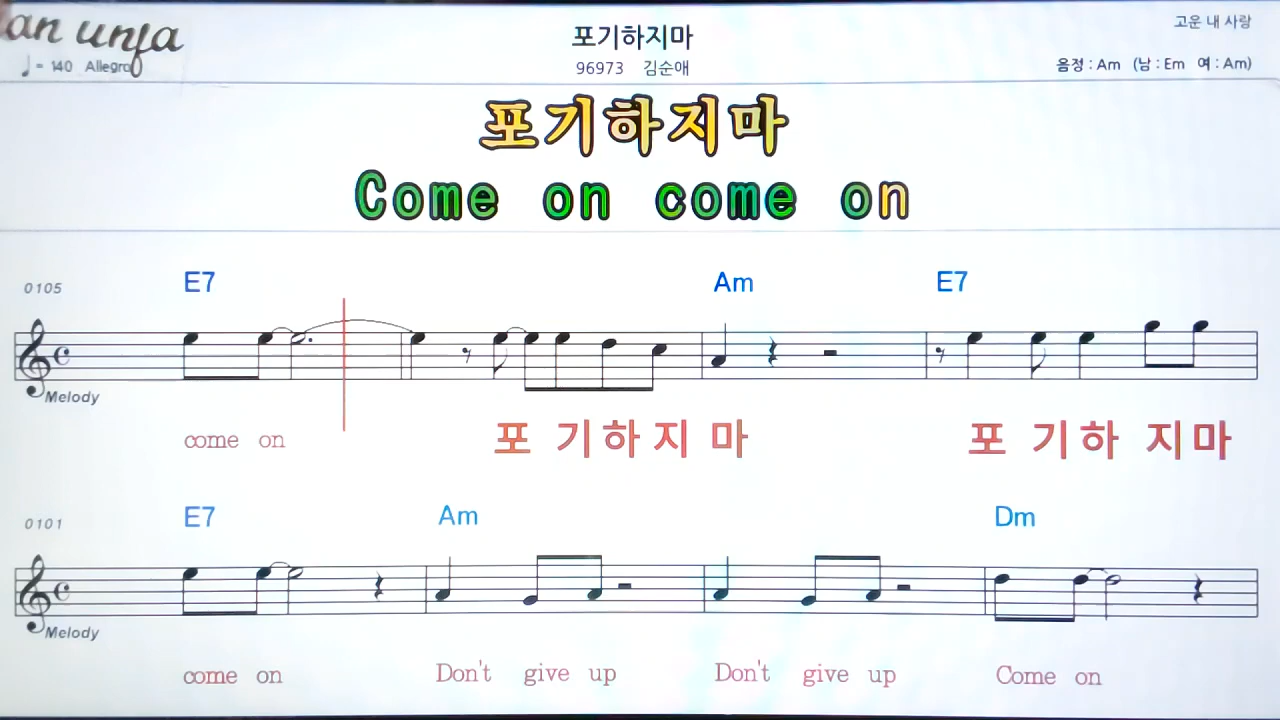 an unfa
포기하지마
고운 내 사랑
♩ = 140 Allegro
96973 김순애
음정 : Am (남 : Em 여 : Am)
포기하지마
Come on come on
0105 E7 Am E7
Melody
come on 포 기하지 마 포 기하 지마
0101 E7 Am Dm
Melody
come on Don't give up Don't give up Come on